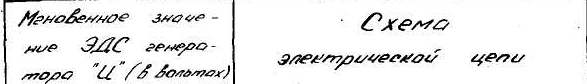 Мгновенное значе-
ние ЭДС генера-
тора "И" (в вольтах)
Схема
электрической цепи